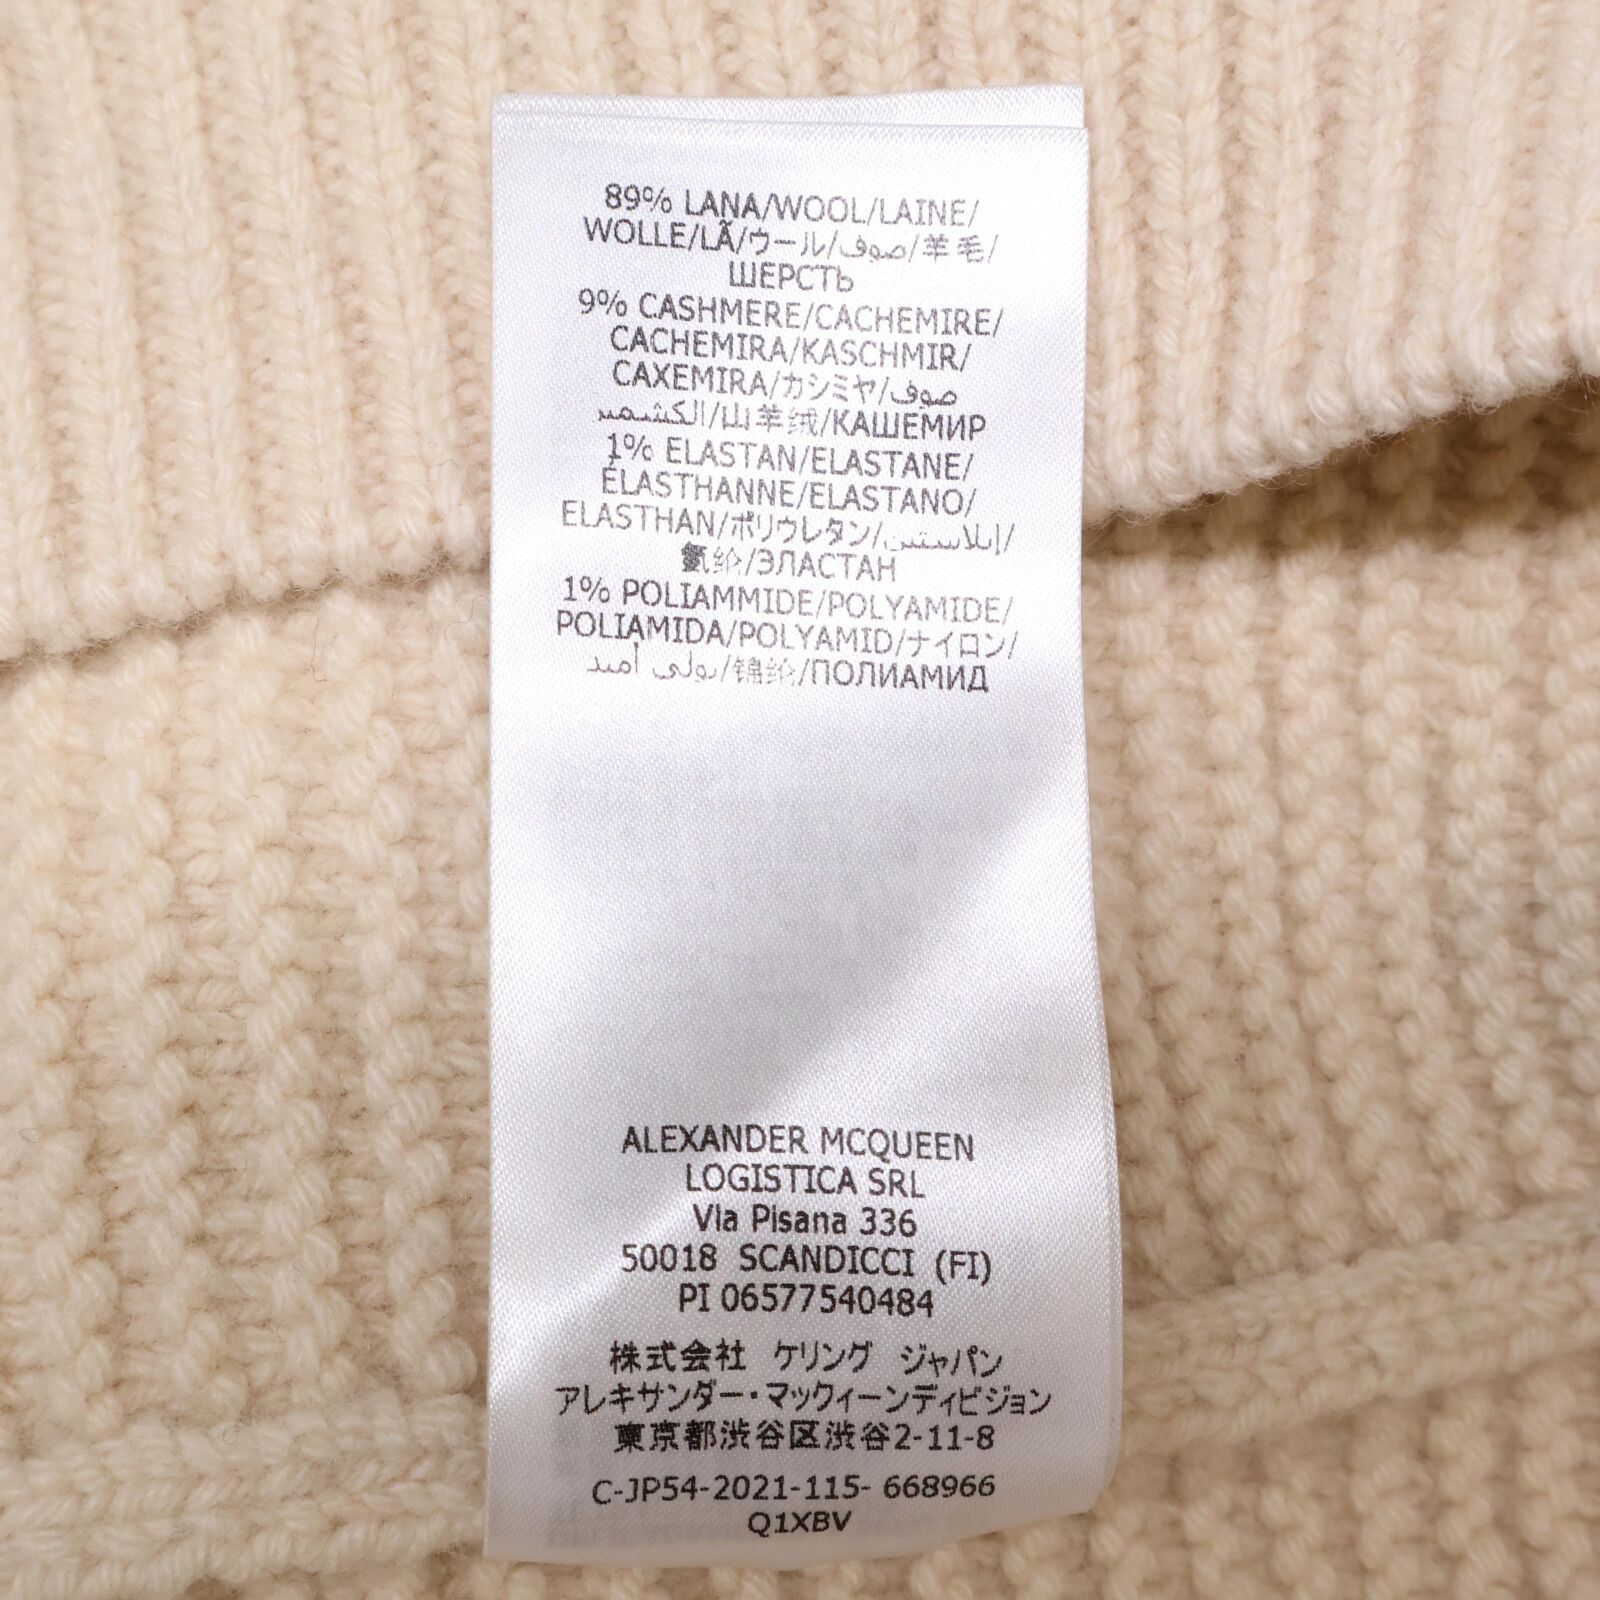 89% LANA/WOOL/LAINE/
WOLLE/LÃ/ウール/صوف/羊毛/
ШЕРСТЬ
9% CASHMERE/CACHEMIRE/
CACHEMIRA/KASCHMIR/
CAXEMIRA/カシミヤ/صوف
الكشمير/山羊绒/КАШЕМИР
1% ELASTAN/ELASTANE/
ÉLASTHANNE/ELASTANO/
ELASTHAN/ポリウレタン/إيلاستين/
氨纶/ЭЛАСТАН
1% POLIAMMIDE/POLYAMIDE/
POLIAMIDA/POLYAMID/ナイロン/
بولي أميد/锦纶/ПОЛИАМИД
ALEXANDER MCQUEEN
LOGISTICA SRL
Via Pisana 336
50018 SCANDICCI (FI)
PI 06577540484
株式会社 ケリング ジャパン
アレキサンダー・マックィーンディビジョン
東京都渋谷区渋谷2-11-8
C-JP54-2021-115- 668966
Q1XBV